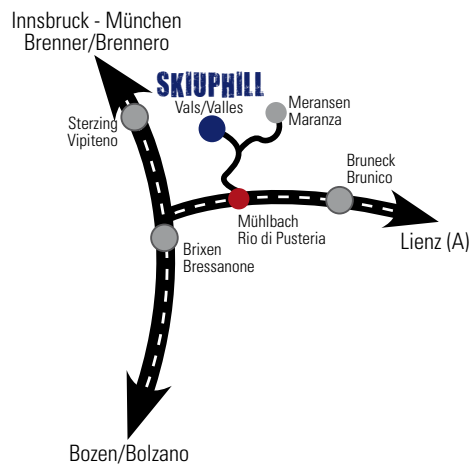 Innsbruck - München
Brenner/Brennero
SKIUPHILL
Vals/Valles
Meransen
Maranza
Sterzing
Vipiteno
Bruneck
Brunico
Mühlbach
Rio di Pusteria
Lienz (A)
Brixen
Bressanone
Bozen/Bolzano